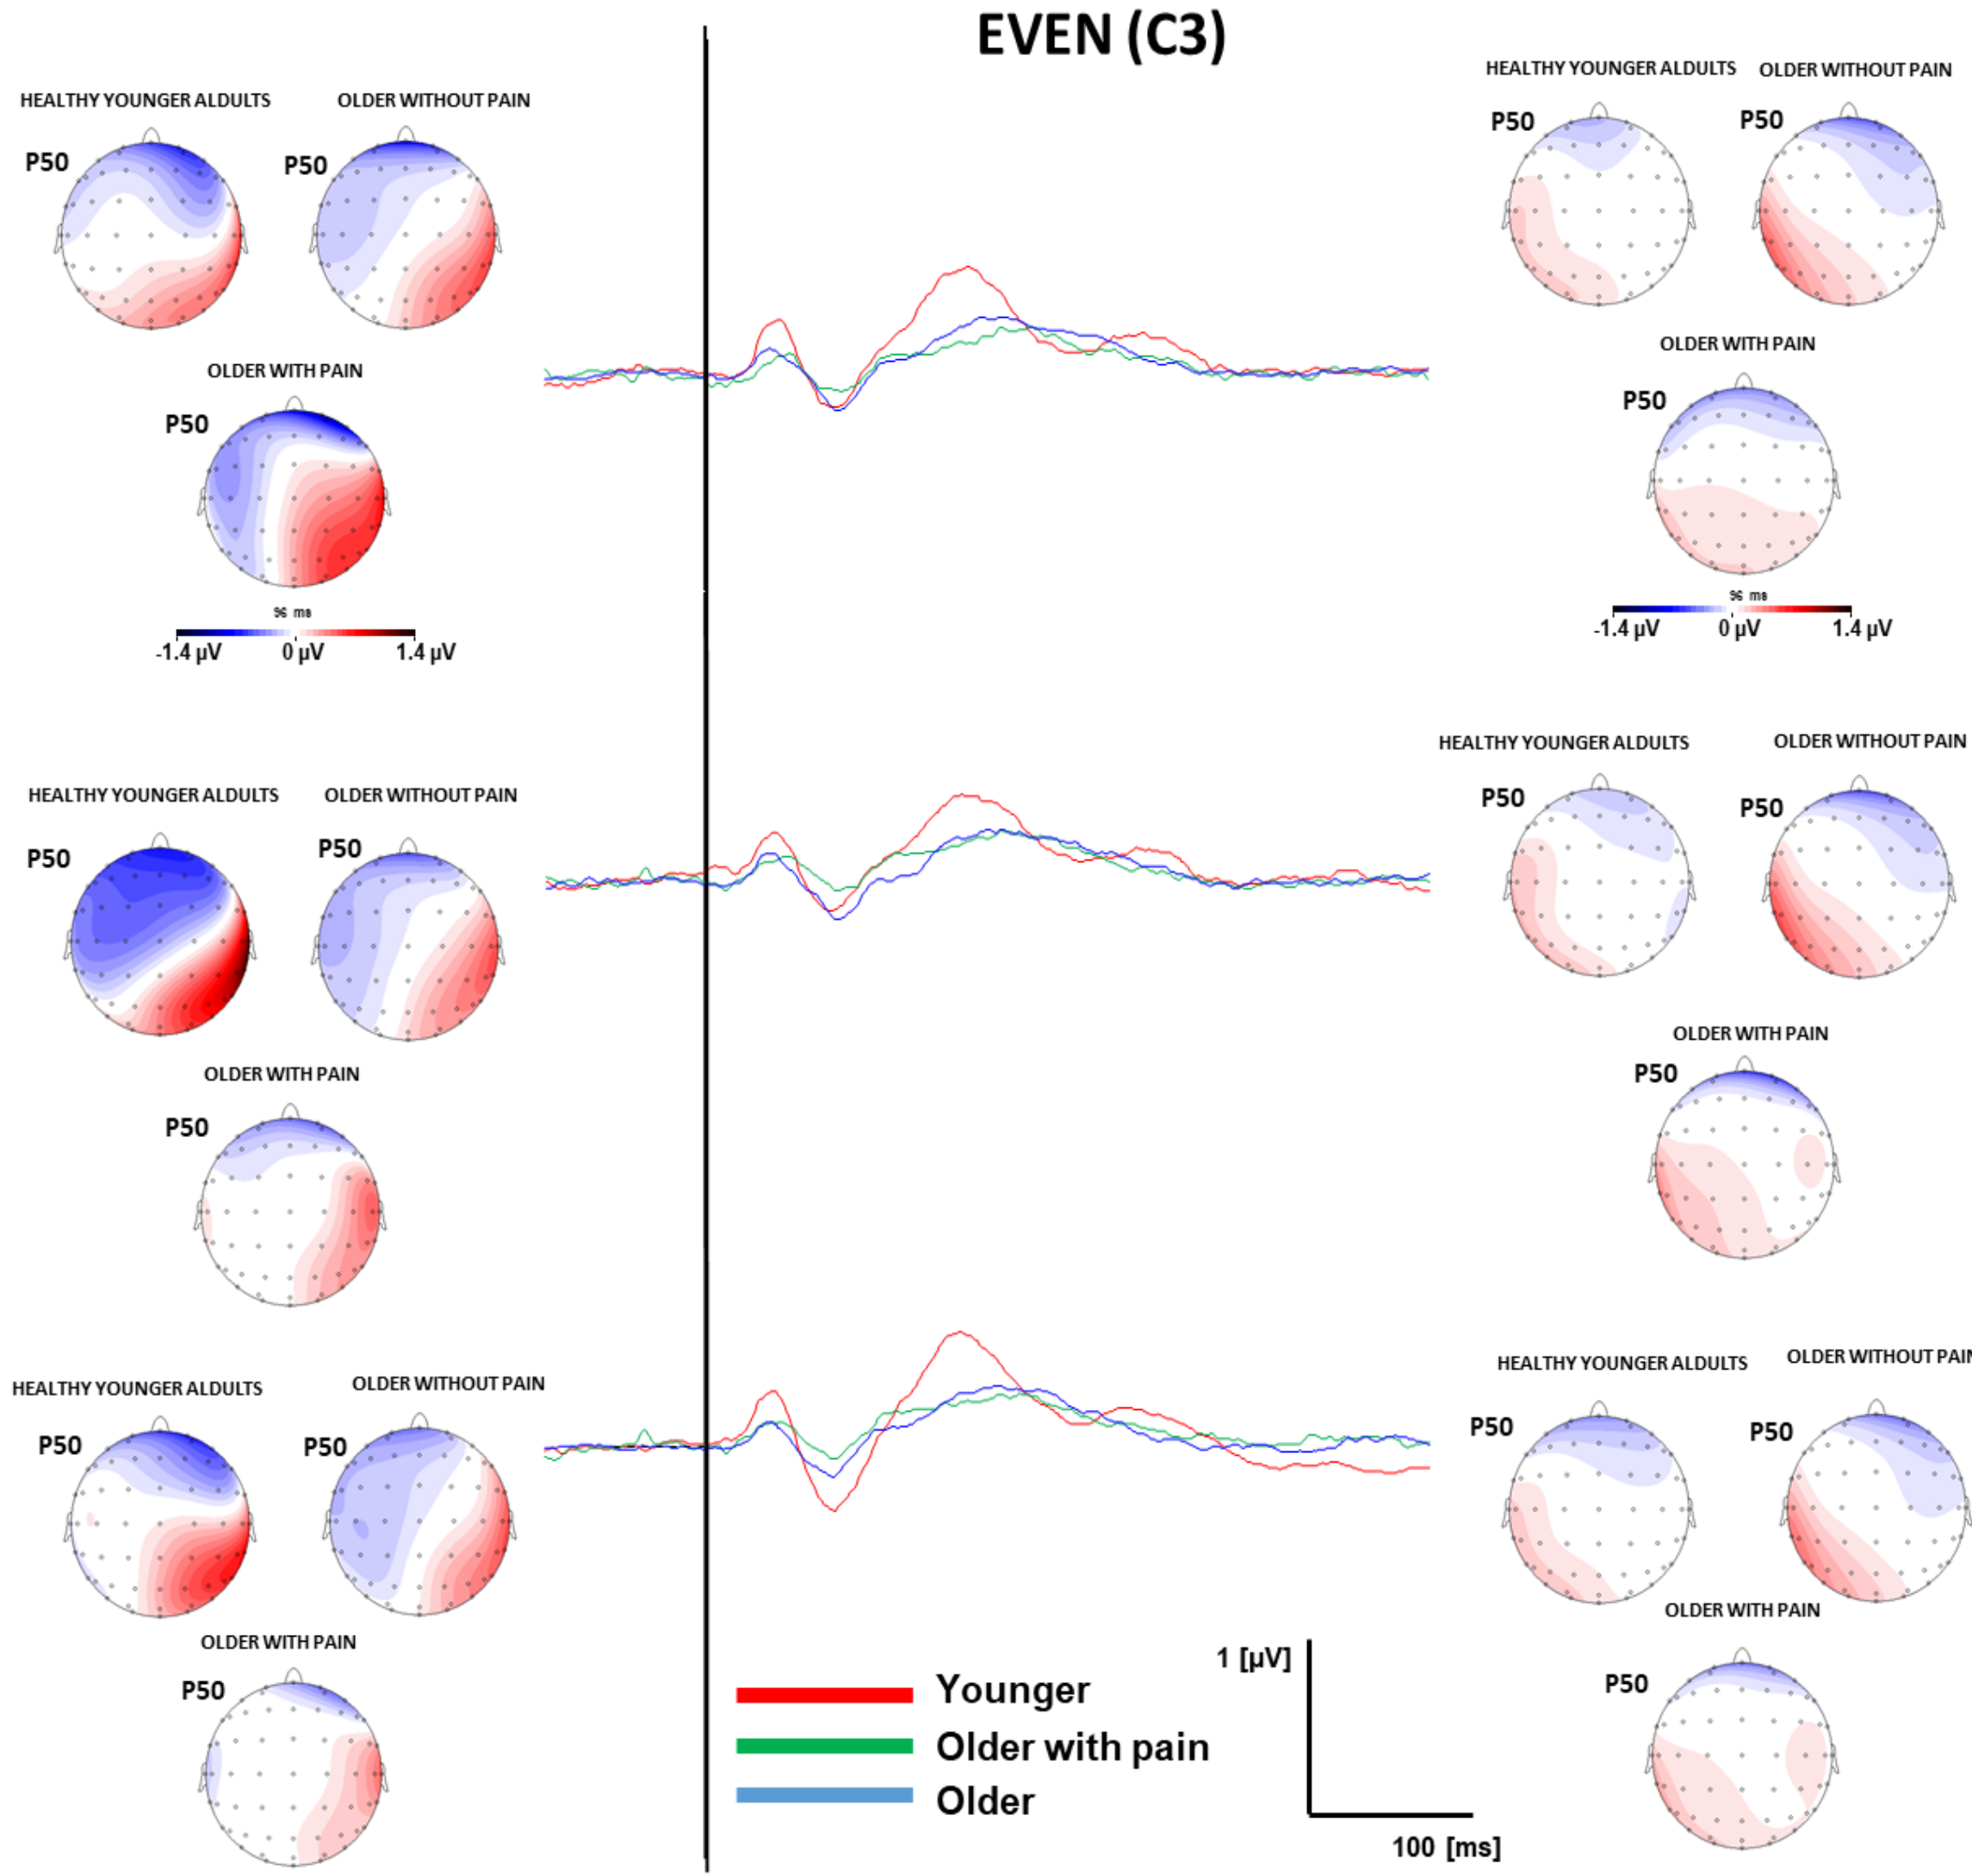 EVEN (C3)
HEALTHY YOUNGER ALDULTS
OLDER WITHOUT PAIN
P50
P50
OLDER WITH PAIN
P50
96 ms
-1.4 µV
0 µV
1.4 µV
HEALTHY YOUNGER ALDULTS
OLDER WITHOUT PAIN
P50
P50
OLDER WITH PAIN
P50
96 ms
-1.4 µV
0 µV
1.4 µV
HEALTHY YOUNGER ALDULTS
OLDER WITHOUT PAIN
P50
P50
OLDER WITH PAIN
P50
HEALTHY YOUNGER ALDULTS
OLDER WITHOUT PAIN
P50
P50
OLDER WITH PAIN
P50
HEALTHY YOUNGER ALDULTS
OLDER WITHOUT PAIN
P50
P50
OLDER WITH PAIN
P50
HEALTHY YOUNGER ALDULTS
OLDER WITHOUT PAIN
P50
P50
OLDER WITH PAIN
P50
Younger
Older with pain
Older
1 [µV]
100 [ms]